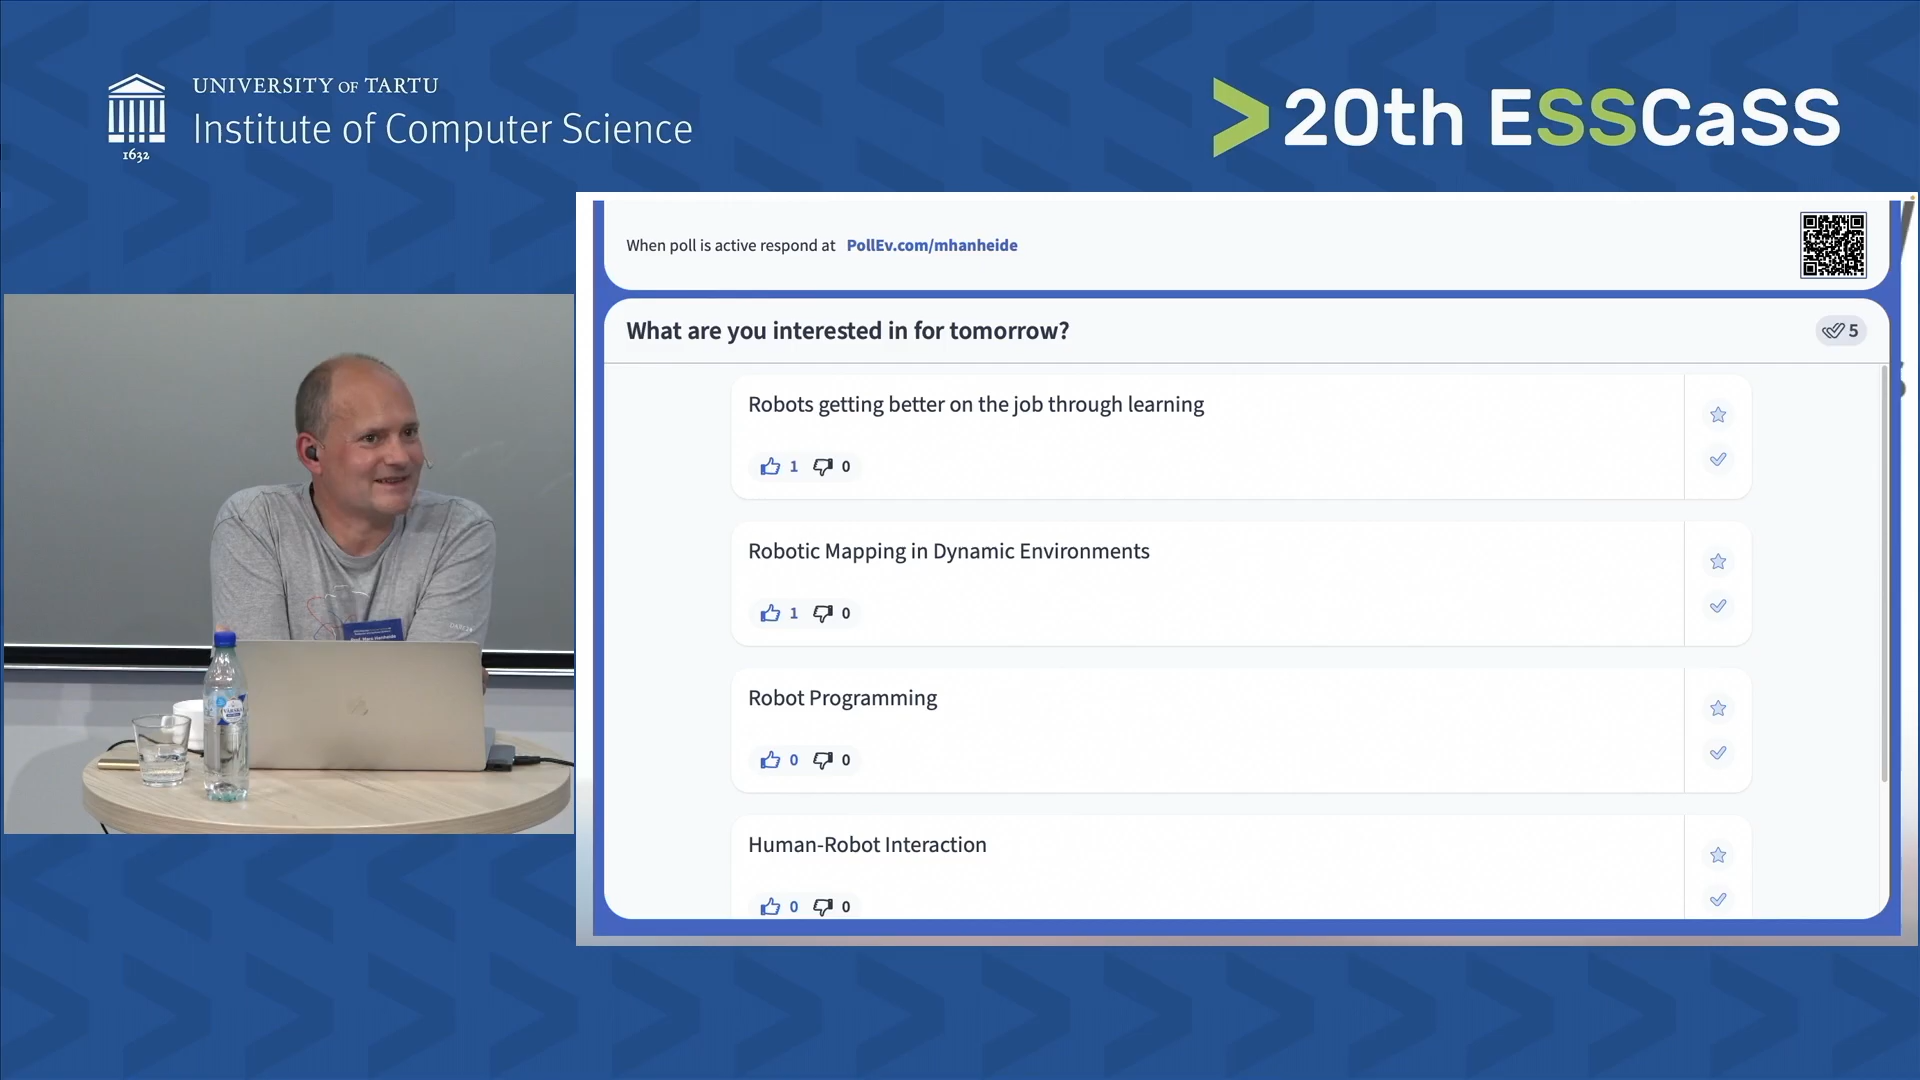 UNIVERSITY OF TARTU
Institute of Computer Science
1632
>20th ESSCaSS
When poll is active respond at PollEv.com/mhanheide
What are you interested in for tomorrow?
5
Robots getting better on the job through learning
1 0
Robotic Mapping in Dynamic Environments
1 0
Robot Programming
0 0
Human-Robot Interaction
0 0